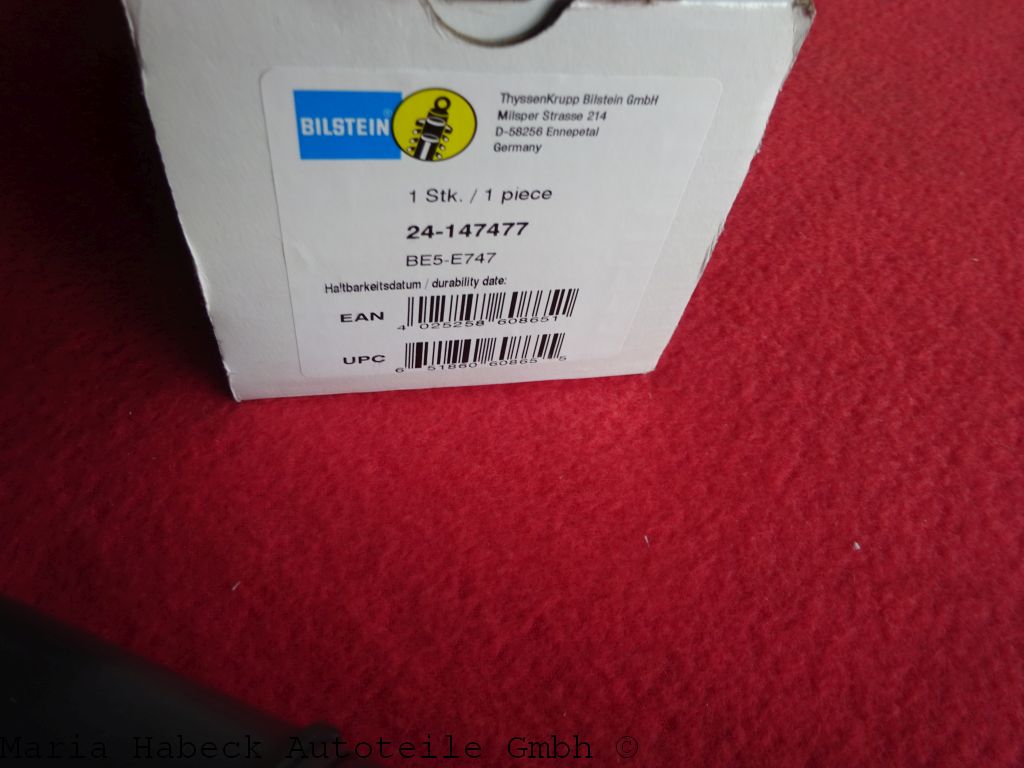 BILSTEIN®
ThyssenKrupp Bilstein GmbH
Milsper Strasse 214
D-58256 Ennepetal
Germany
1 Stk. / 1 piece
24-147477
BE5-E747
Haltbarkeitsdatum / durability date:
EAN
4 025258 608651
UPC
6 51860 60865 5
Maria Habeck Autoteile Gmbh ©